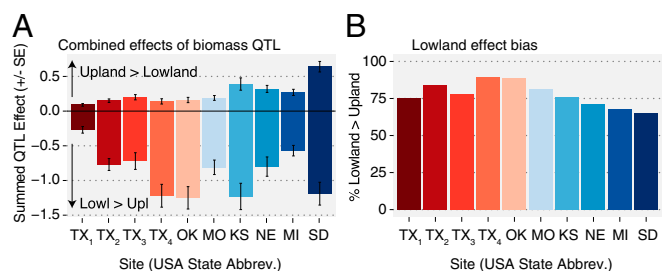 A
Combined effects of biomass QTL
Summed QTL Effect (+/- SE)
0.5
0.0
−0.5
−1.0
−1.5
Upland > Lowland
Lowl > Upl
TX1 TX2 TX3 TX4 OK MO KS NE MI SD
Site (USA State Abbrev.)
B
Lowland effect bias
% Lowland > Upland
100
75
50
25
0
TX1 TX2 TX3 TX4 OK MO KS NE MI SD
Site (USA State Abbrev.)